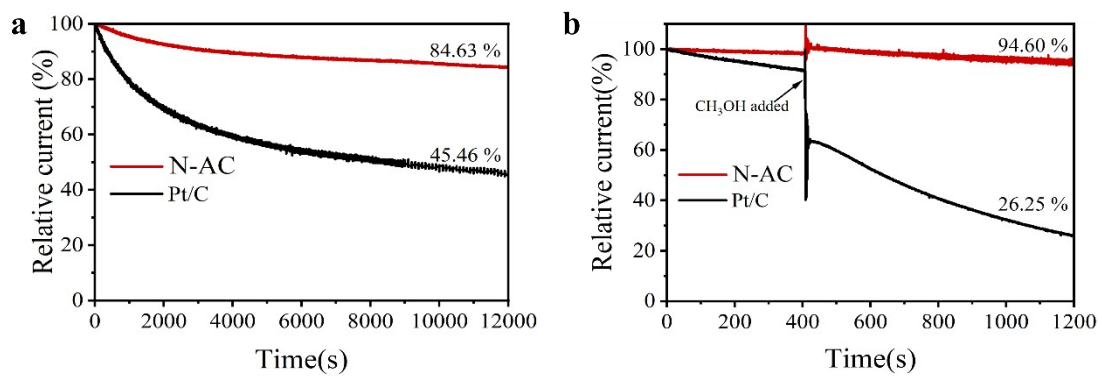 a
100
80
60
40
20
0
Relative current (%)
84.63 %
45.46 %
N-AC
Pt/C
0 2000 4000 6000 8000 10000 12000
Time(s)
b
100
80
60
40
20
0
Relative current(%)
94.60 %
CH₃OH added
N-AC
Pt/C
26.25 %
0 200 400 600 800 1000 1200
Time(s)